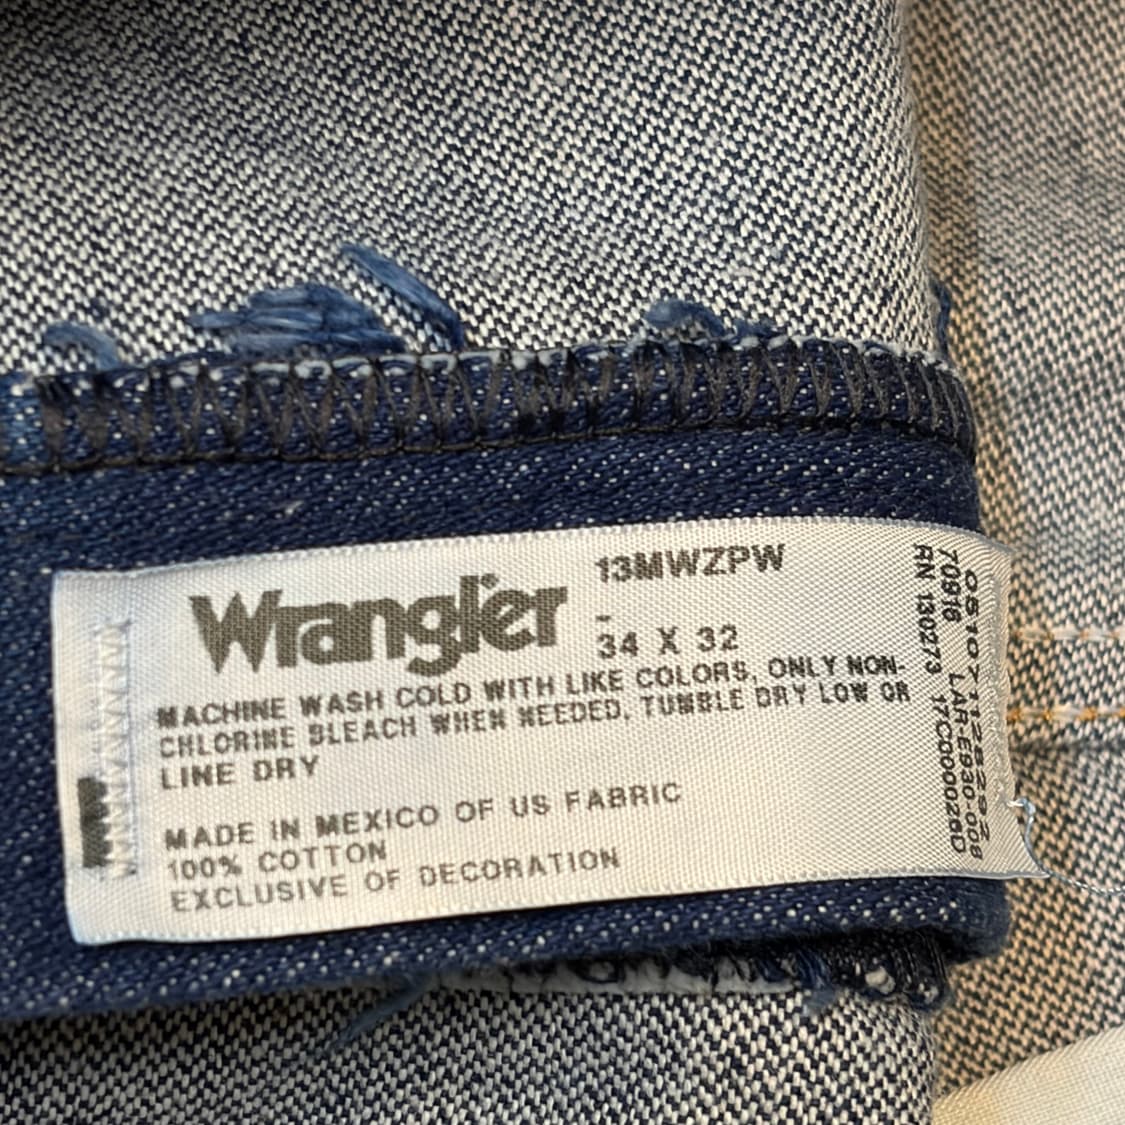 Wrangler
13MWZPW
-
34 X 32
MACHINE WASH COLD WITH LIKE COLORS, ONLY NON-
CHLORINE BLEACH WHEN NEEDED, TUMBLE DRY LOW OR
LINE DRY
MADE IN MEXICO OF US FABRIC
100% COTTON
EXCLUSIVE OF DECORATION
70916 LAR-E930-008
RN 130273 17C000026D